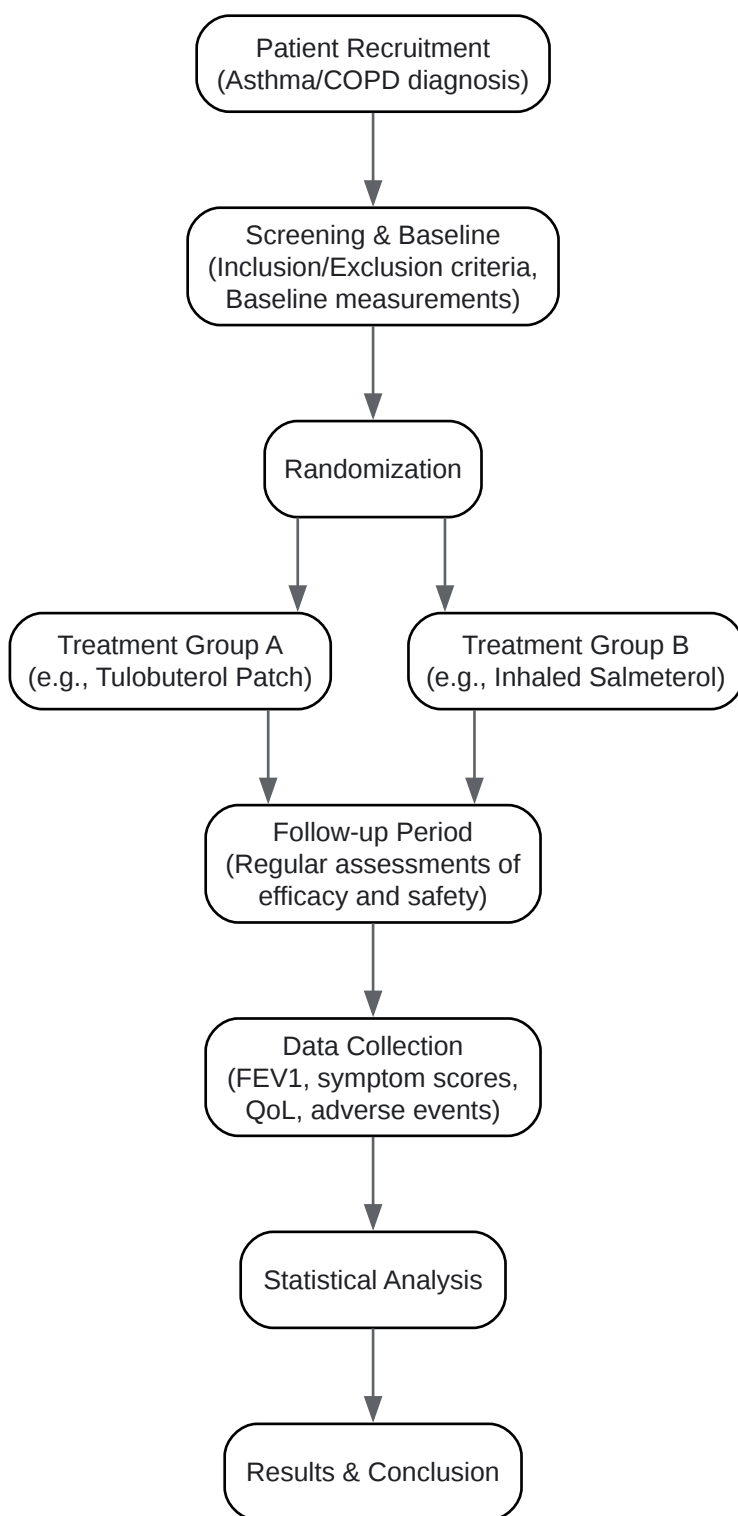 Patient Recruitment
(Asthma/COPD diagnosis)
Screening & Baseline
(Inclusion/Exclusion criteria,
Baseline measurements)
Randomization
Treatment Group A
(e.g., Tulobuterol Patch)
Treatment Group B
(e.g., Inhaled Salmeterol)
Follow-up Period
(Regular assessments of
efficacy and safety)
Data Collection
(FEV1, symptom scores,
QoL, adverse events)
Statistical Analysis
Results & Conclusion